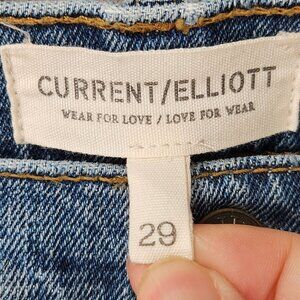 CURRENT/ELLIOTT
WEAR FOR LOVE / LOVE FOR WEAR
29